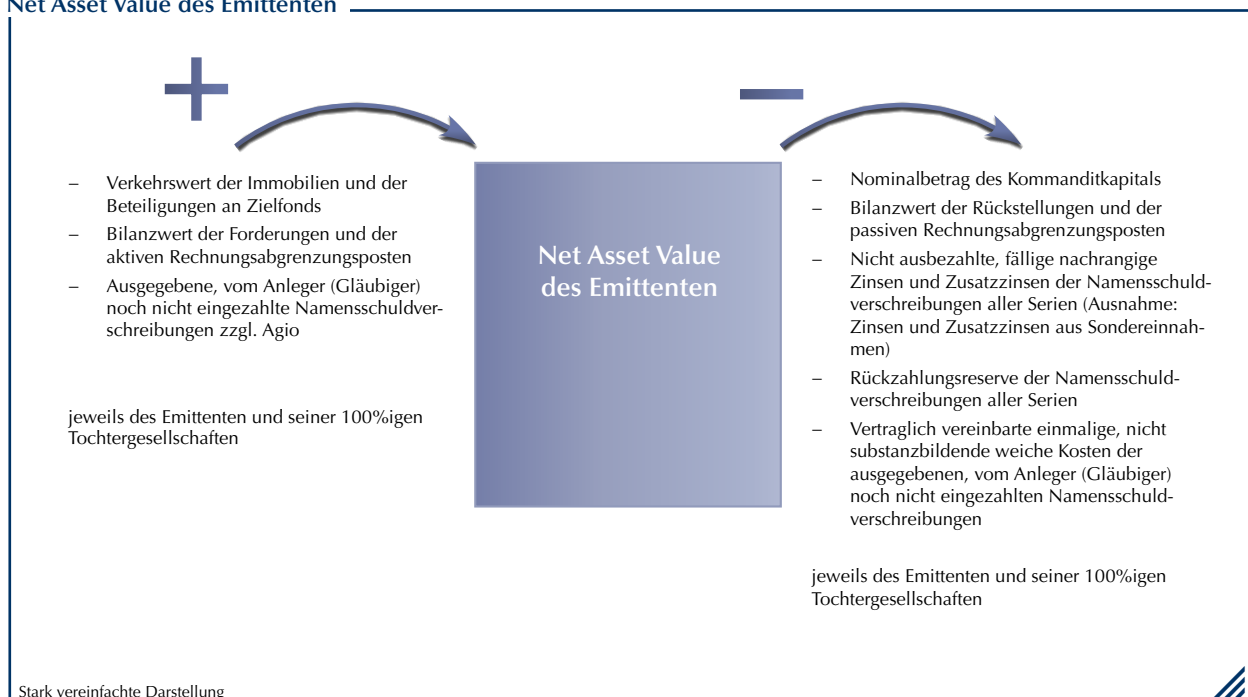 Net Asset Value des Emittenten
– Verkehrswert der Immobilien und der
Beteiligungen an Zielfonds
– Bilanzwert der Forderungen und der
aktiven Rechnungsabgrenzungsposten
– Ausgegebene, vom Anleger (Gläubiger)
noch nicht eingezahlte Namensschuldver-
schreibungen zzgl. Agio
jeweils des Emittenten und seiner 100%igen
Tochtergesellschaften
Net Asset Value
des Emittenten
– Nominalbetrag des Kommanditkapitals
– Bilanzwert der Rückstellungen und der
passiven Rechnungsabgrenzungsposten
– Nicht ausbezahlte, fällige nachrangige
Zinsen und Zusatzzinsen der Namensschuld-
verschreibungen aller Serien (Ausnahme:
Zinsen und Zusatzzinsen aus Sondereinnah-
men)
– Rückzahlungsreserve der Namensschuld-
verschreibungen aller Serien
– Vertraglich vereinbarte einmalige, nicht
substanzbildende weiche Kosten der
ausgegebenen, vom Anleger (Gläubiger)
noch nicht eingezahlten Namensschuld-
verschreibungen
jeweils des Emittenten und seiner 100%igen
Tochtergesellschaften
Stark vereinfachte Darstellung